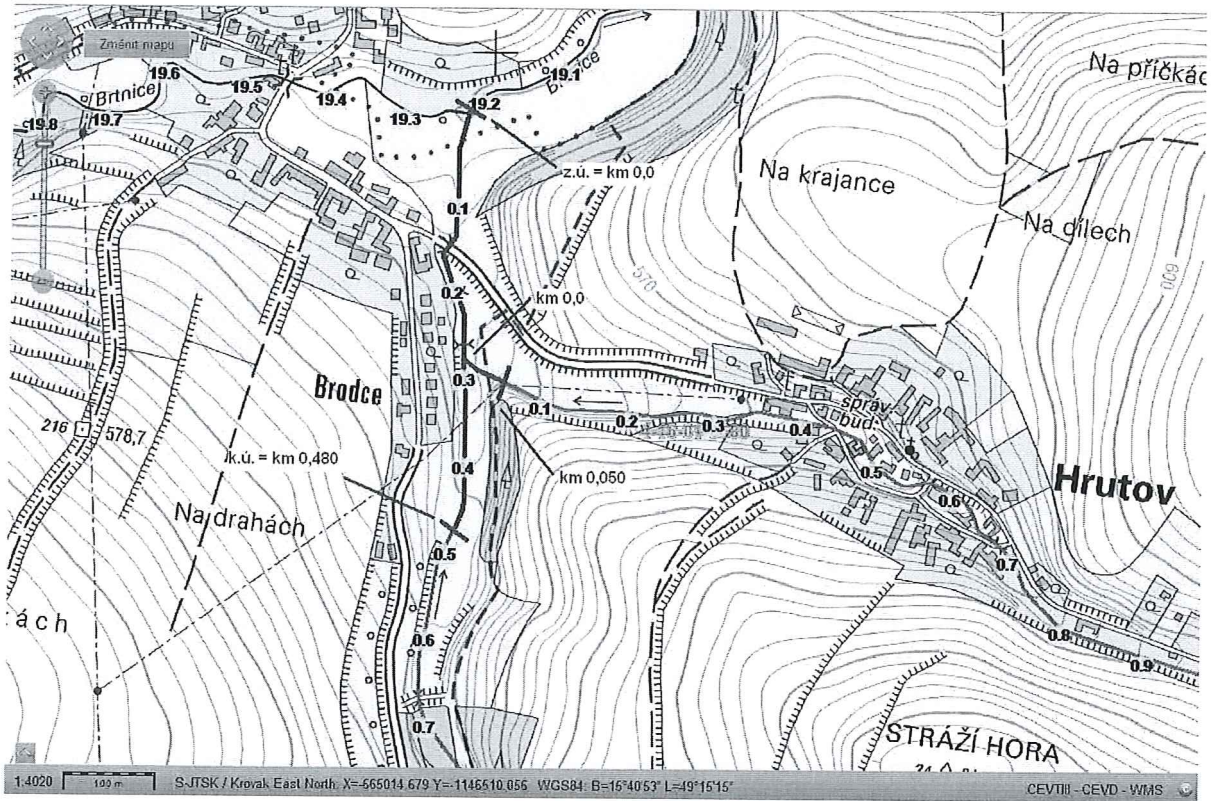 Změnit mapu
19.6
19.5
19.4
19.3
19.2
19.1
Brtnice
Brtnice
19.8
19.7
Na příčkác
z.ú. = km 0,0
Na krajance
Na dílech
0.1
570
600
0.2
km 0,0
0.3
Brodce
0.1
0.2
0.3
0.4
správ.
bud.
216
578,7
k.ú. = km 0,480
0.4
km 0,050
0.5
0.6
Hrutov
Na drahách
0.5
0.7
ách
0.6
0.8
0.9
0.7
STRÁŽÍ HORA
1:4020
100 m
S-JTSK / Krovak East North: X=-665014.679 Y=-1146510.056 WGS84: B=15°40'53" L=49°15'15"
CEVTIII - CEVD - WMS